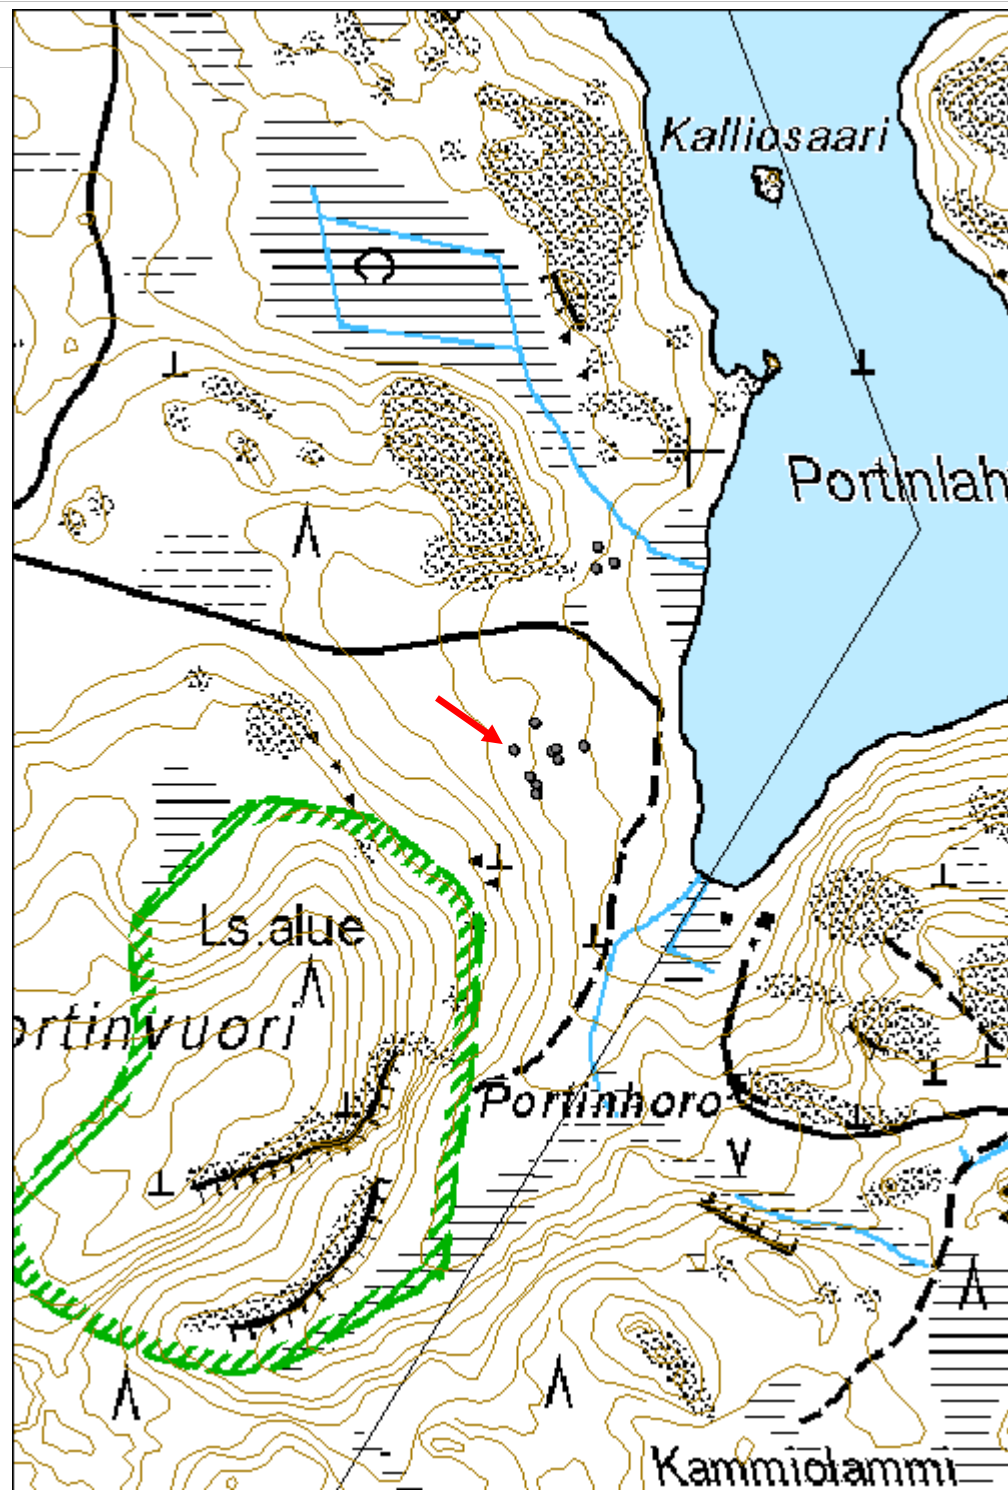 Kalliosaari
Portinlah
Ls.alue
ortinvuori
Portinhoro
Kammiolammi